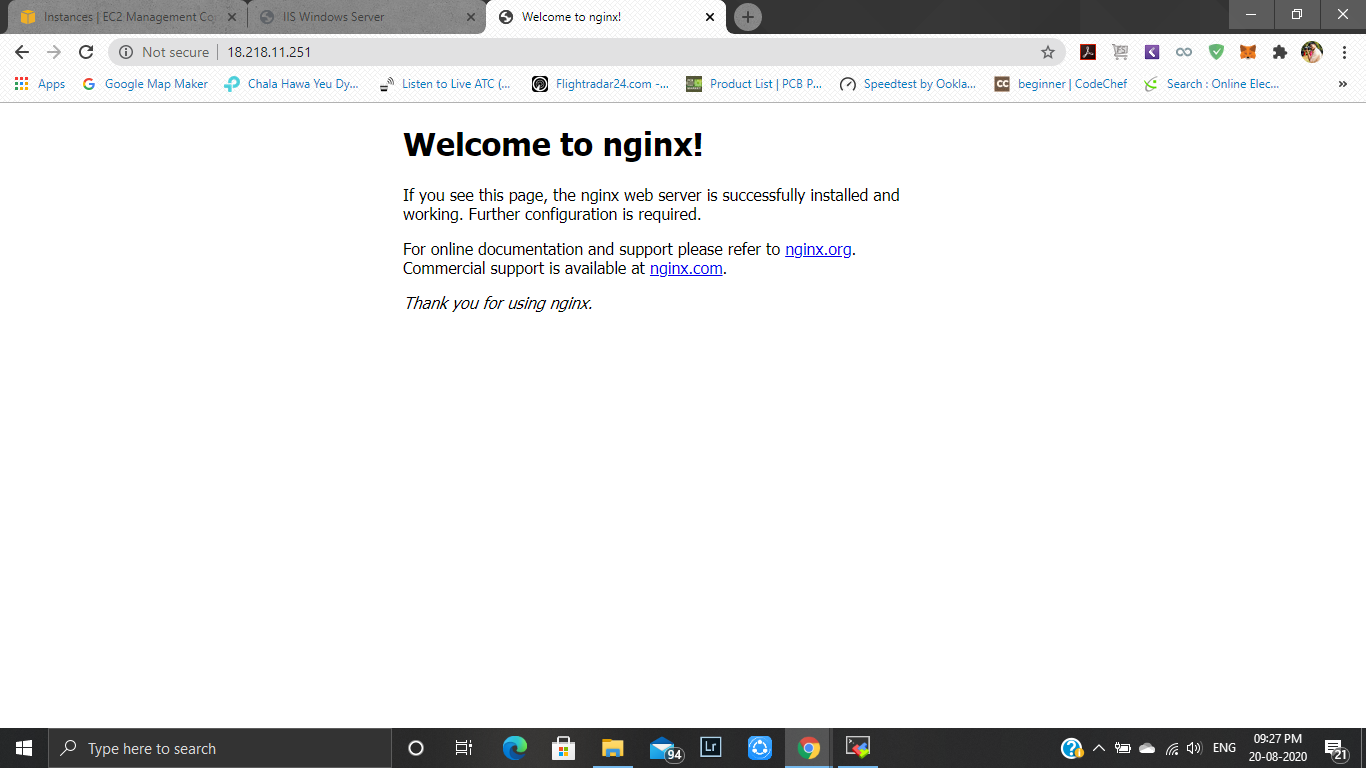 Instances | EC2 Management Con
IIS Windows Server
Welcome to nginx!
Not secure
18.218.11.251
Apps
Google Map Maker
Chala Hawa Yeu Dy...
Listen to Live ATC (...
Flightradar24.com -...
Product List | PCB P...
Speedtest by Ookla...
CC
beginner | CodeChef
Search : Online Elec...
»
Welcome to nginx!
If you see this page, the nginx web server is successfully installed and
working. Further configuration is required.
For online documentation and support please refer to nginx.org.
Commercial support is available at nginx.com.
Thank you for using nginx.
Type here to search
94
Lr
ENG
09:27 PM
20-08-2020
21